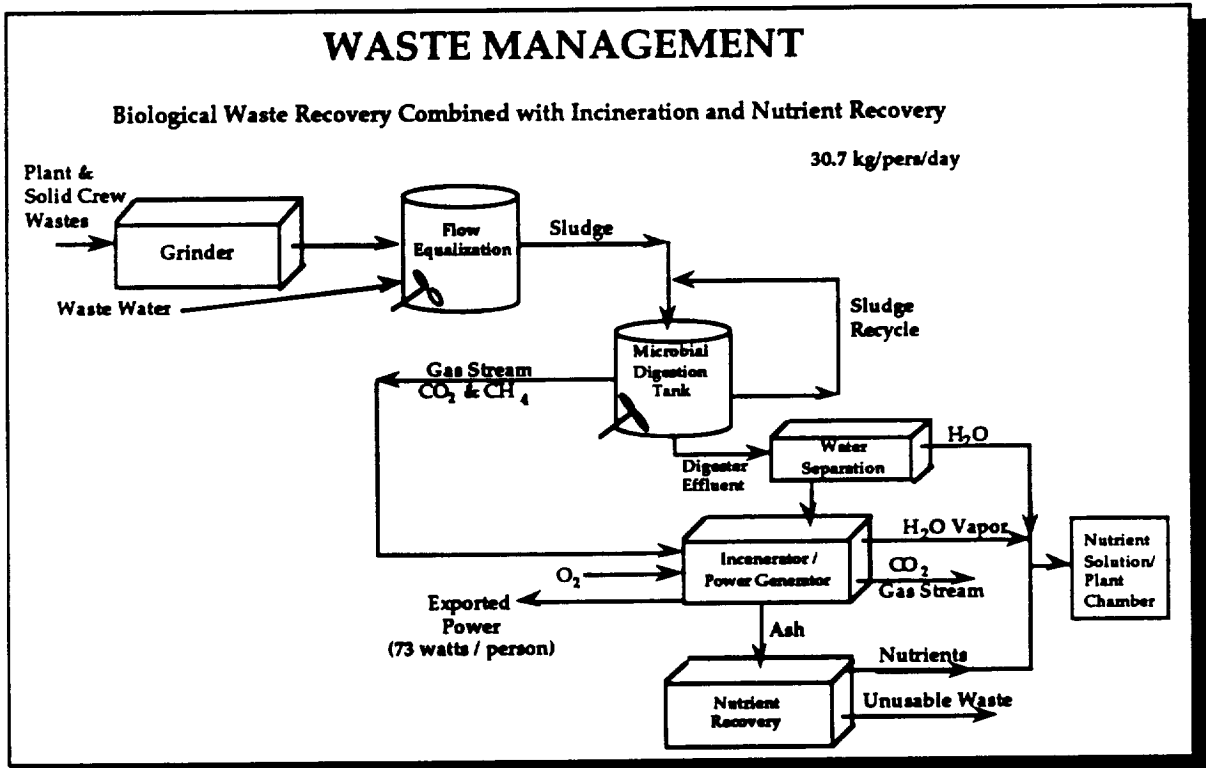 WASTE MANAGEMENT
Biological Waste Recovery Combined with Incineration and Nutrient Recovery
30.7 kg/pers/day
Plant &
Solid Crew
Wastes
Grinder
Flow
Equalization
Sludge
Waste Water
Sludge
Recycle
Microbial
Digestion
Tank
Gas Stream
CO2 & CH4
Digester
Effluent
Water
Separation
H2O
H2O Vapor
Incenerator /
Power Generator
O2
CO2
Gas Stream
Nutrient
Solution/
Plant
Chamber
Exported
Power
(73 watts / person)
Ash
Nutrients
Nutrient
Recovery
Unusable Waste